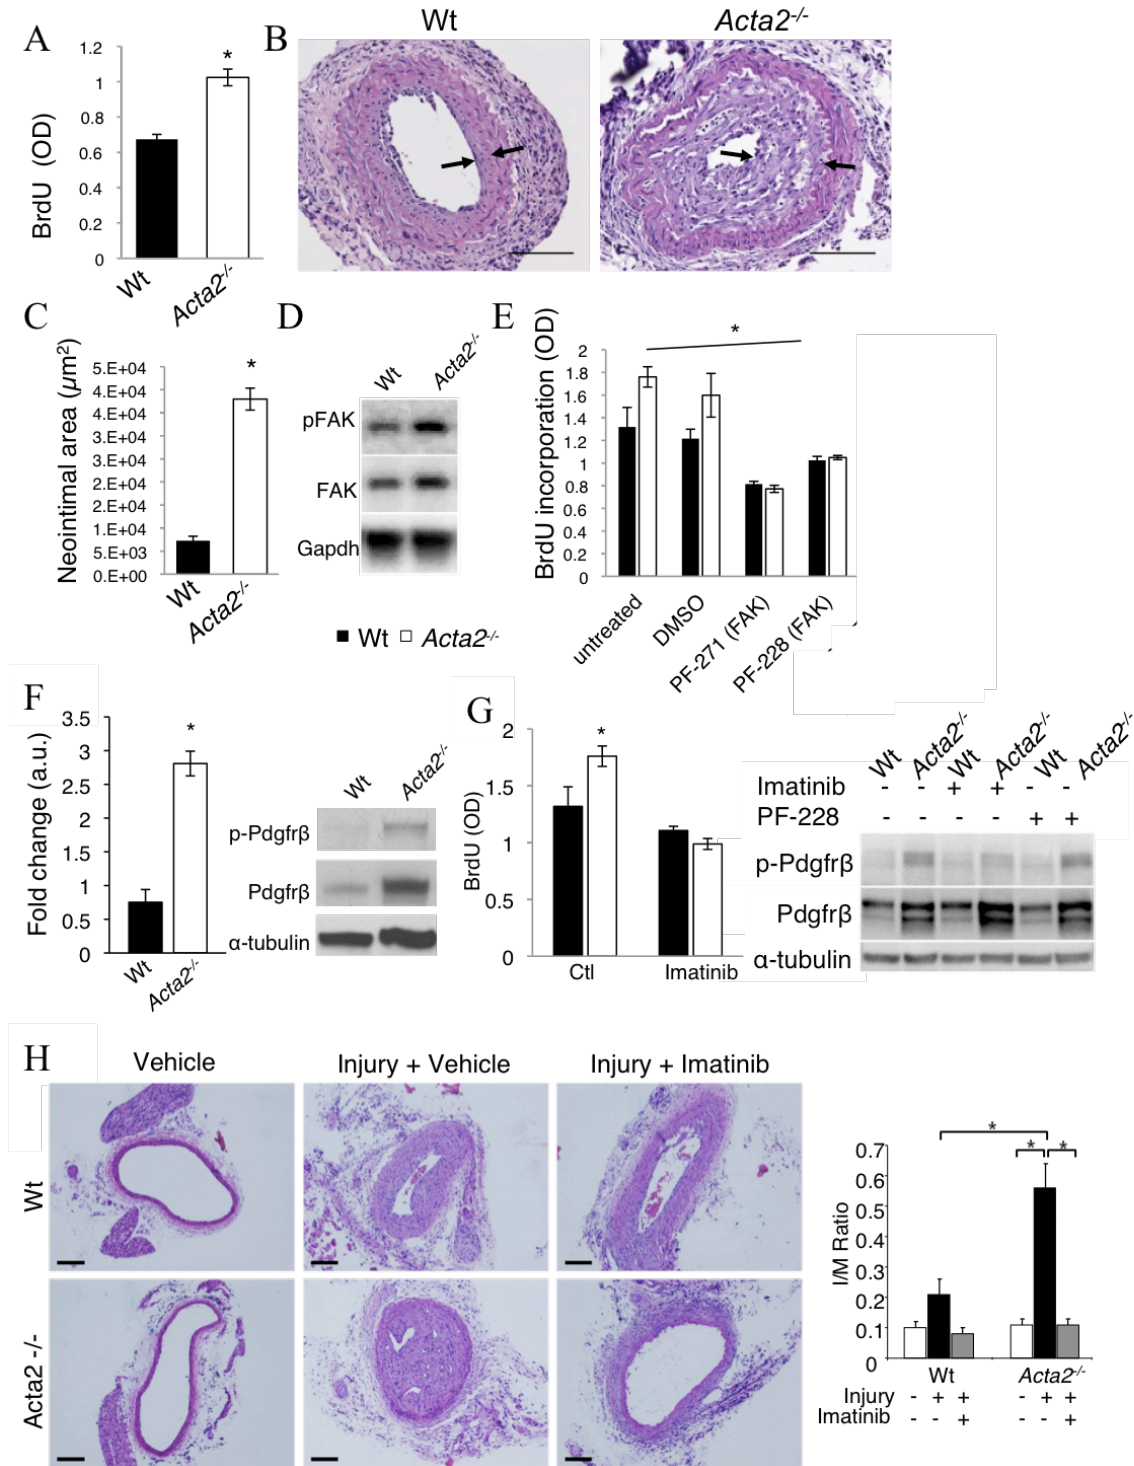 A
1.2
1
0.8
0.6
0.4
0.2
0
BrdU (OD)
*
Wt
Acta2-/-
B
Wt
Acta2-/-
C
Neointimal area (µm2)
5.E+04
4.E+04
4.E+04
3.E+04
3.E+04
2.E+04
2.E+04
1.E+04
5.E+03
0.E+00
*
Wt
Acta2-/-
D
Wt
Acta2-/-
pFAK
FAK
Gapdh
E
BrdU incorporation (OD)
2
1.8
1.6
1.4
1.2
1
0.8
0.6
0.4
0.2
0
*
untreated
DMSO
PF-271 (FAK)
PF-228 (FAK)
Wt
Acta2-/-
F
Fold change (a.u.)
3.5
3
2.5
2
1.5
1
0.5
0
*
Wt
Acta2-/-
Wt
Acta2-/-
p-Pdgfrβ
Pdgfrβ
α-tubulin
G
BrdU (OD)
2
1.5
1
0.5
0
*
Ctl
Imatinib
Wt
Acta2-/-
Wt
Acta2-/-
Wt
Acta2-/-
Imatinib - - + + - -
PF-228 - - - - + +
p-Pdgfrβ
Pdgfrβ
α-tubulin
H
Vehicle
Injury + Vehicle
Injury + Imatinib
Wt
Acta2 -/-
I/M Ratio
0.7
0.6
0.5
0.4
0.3
0.2
0.1
0
*
* *
Wt
Acta2-/-
Injury - + + - + +
Imatinib - - + - - +